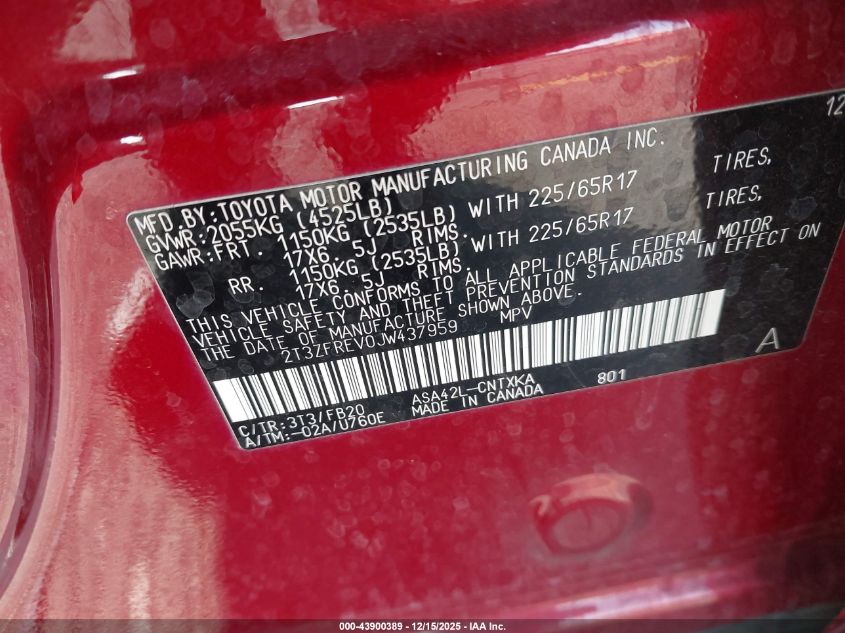 12
MFD.BY:TOYOTA MOTOR MANUFACTURING CANADA INC.
GVWR:2055KG (4525LB)
GAWR:FRT. 1150KG (2535LB) WITH 225/65R17 TIRES,
17X6.5J RIMS.
RR. 1150KG (2535LB) WITH 225/65R17 TIRES,
17X6.5J RIMS.
THIS VEHICLE CONFORMS TO ALL APPLICABLE FEDERAL MOTOR
VEHICLE SAFETY AND THEFT PREVENTION STANDARDS IN EFFECT ON
THE DATE OF MANUFACTURE SHOWN ABOVE.
2T3ZFREV0JW437959 MPV
A
C/TR:3T3/FB20 ASA42L-CNTXKA 801
A/TM:-02A/U760E MADE IN CANADA
000-43900389 - 12/15/2025 - IAA Inc.